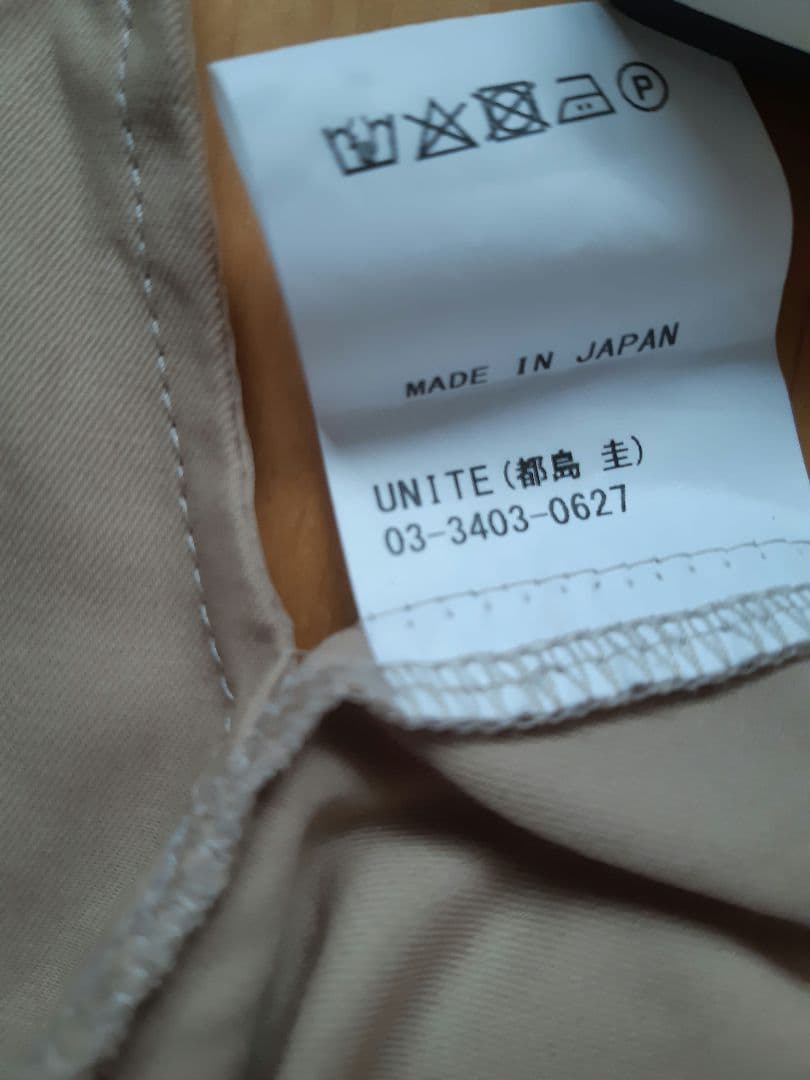 P
MADE IN JAPAN
UNITE(都島 圭)
03-3403-0627